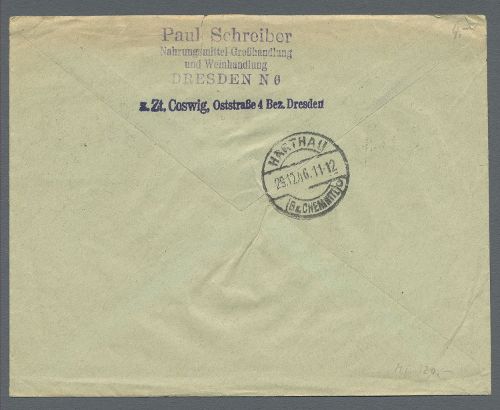 Paul Schreiber
Nahrungsmittel-Großhandlung
und Weinhandlung
DRESDEN N 6
z. Zt. Coswig, Oststraße 4 Bez. Dresden
HARTHAU
29.12.46.11-12
(Bz. CHEMNITZ)